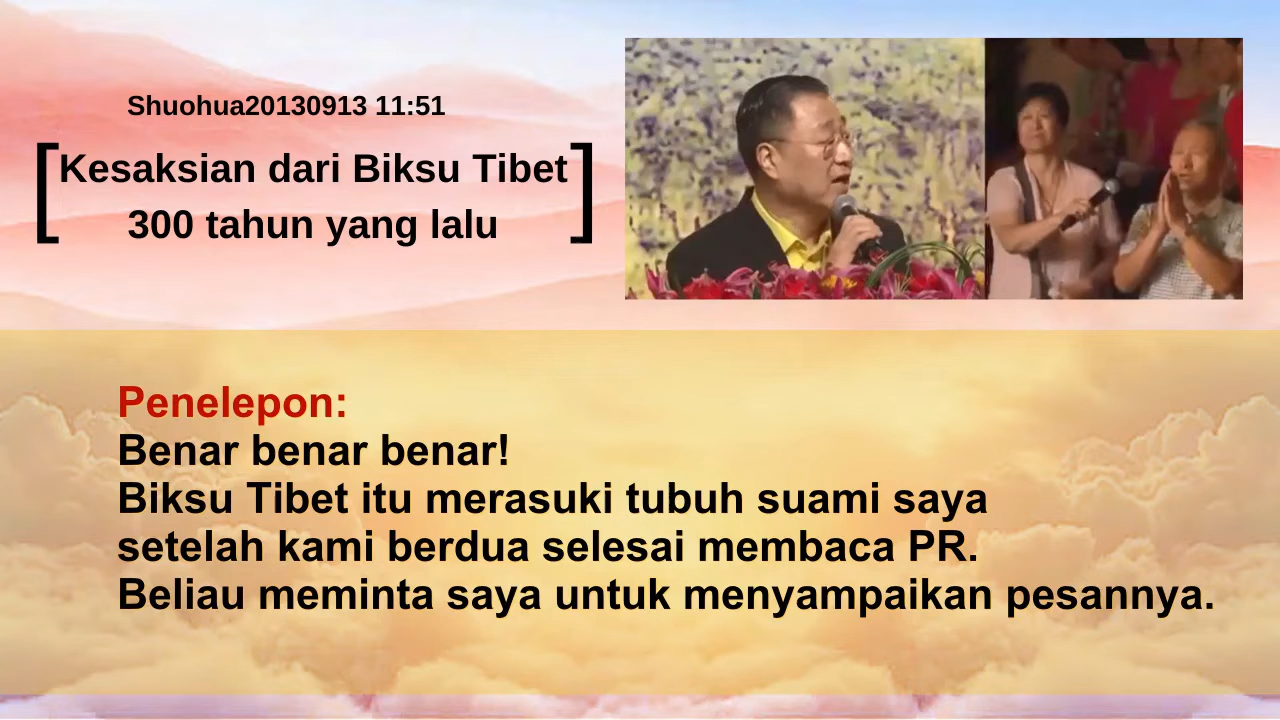 Shuohua20130913 11:51
[Kesaksian dari Biksu Tibet
300 tahun yang lalu]
Penelepon:
Benar benar benar!
Biksu Tibet itu merasuki tubuh suami saya
setelah kami berdua selesai membaca PR.
Beliau meminta saya untuk menyampaikan pesannya.